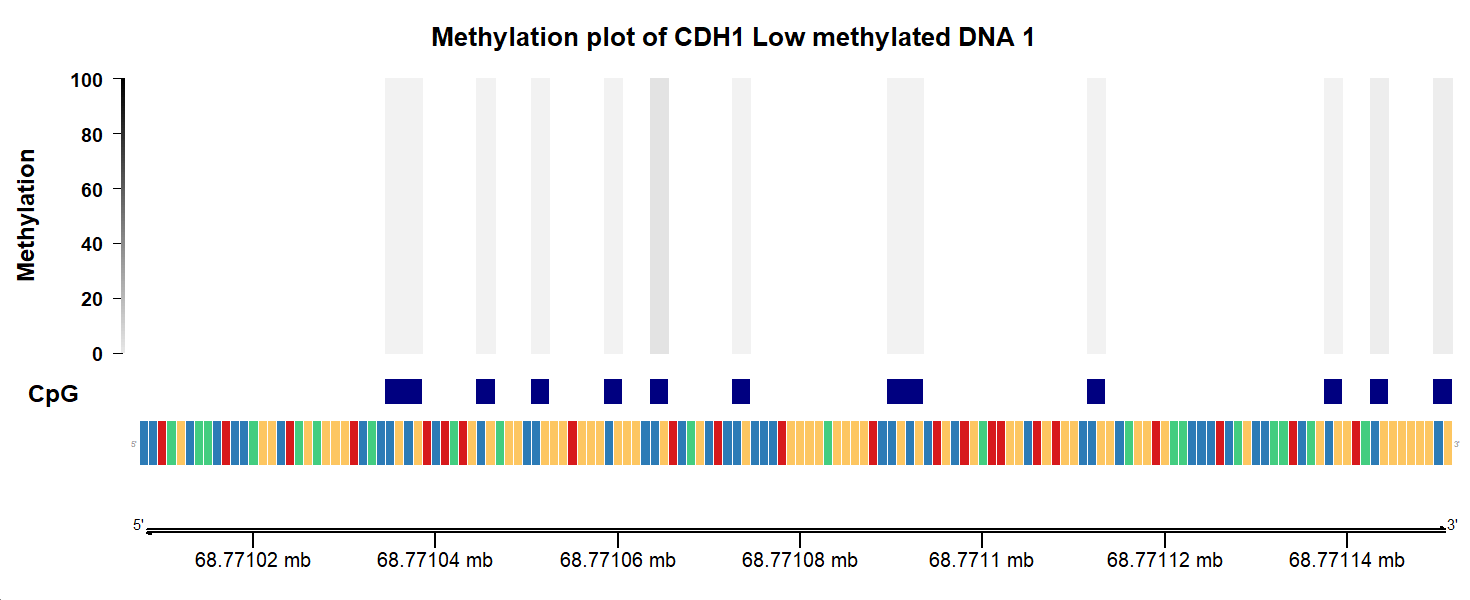 Methylation plot of CDH1 Low methylated DNA 1
100
80
60
40
20
0
Methylation
CpG
5'
3'
5'
3'
68.77102 mb
68.77104 mb
68.77106 mb
68.77108 mb
68.7711 mb
68.77112 mb
68.77114 mb